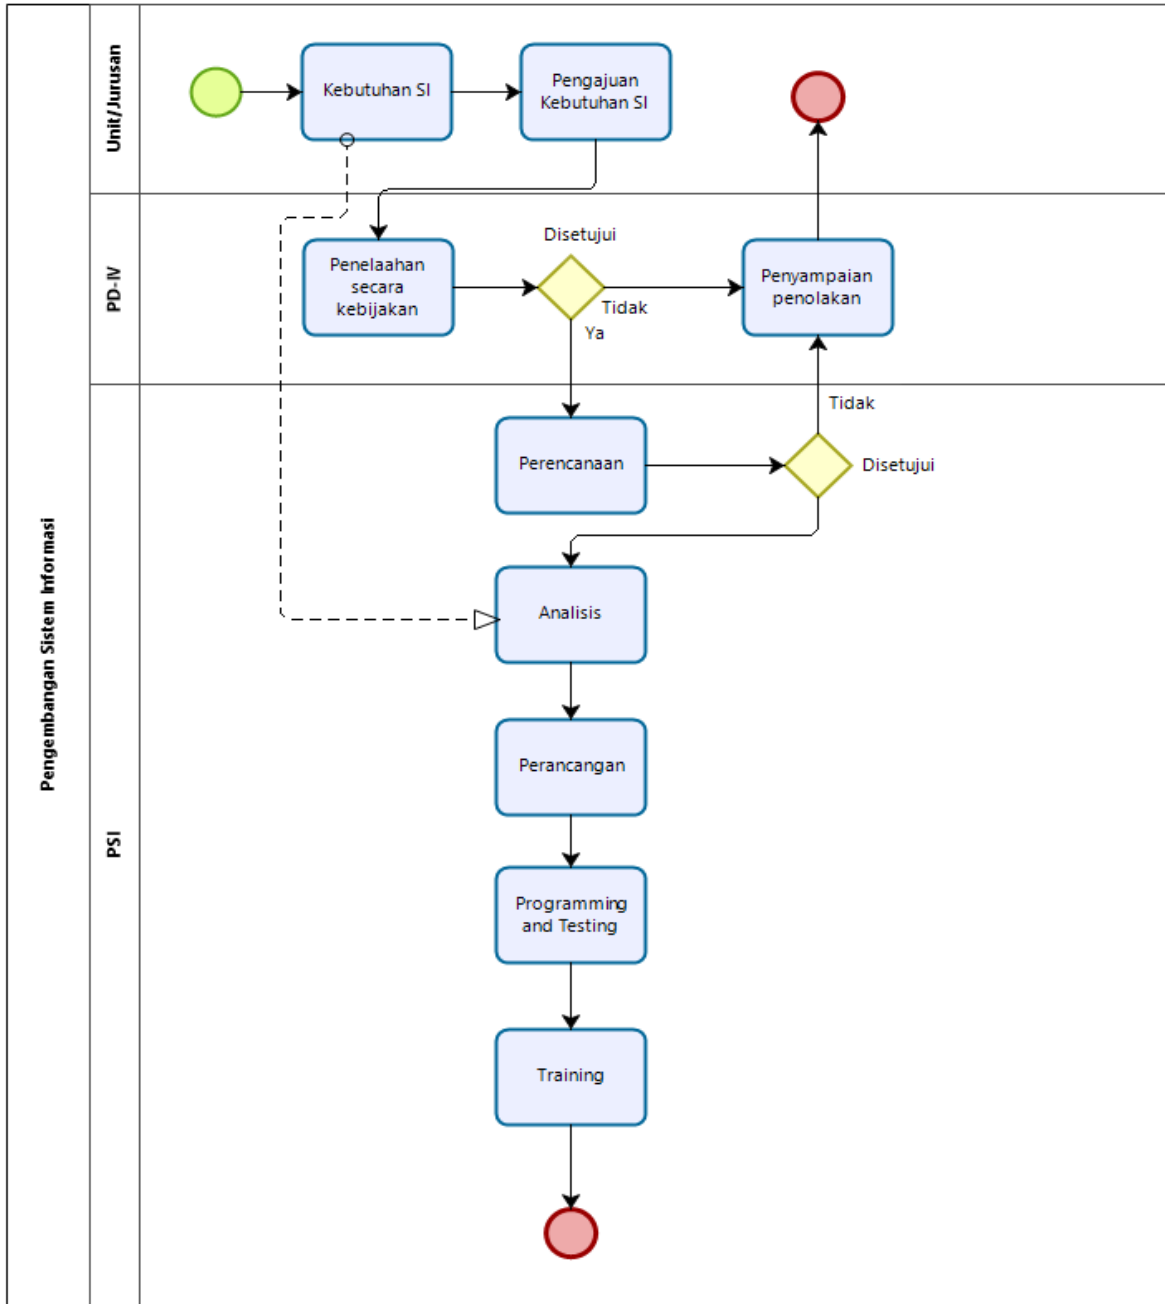 Pengembangan Sistem Informasi
Unit/Jurusan
Kebutuhan SI
Pengajuan
Kebutuhan SI
PD-IV
Penelaahan
secara
kebijakan
Disetujui
Tidak
Ya
Penyampaian
penolakan
PSI
Perencanaan
Tidak
Disetujui
Analisis
Perancangan
Programming
and Testing
Training